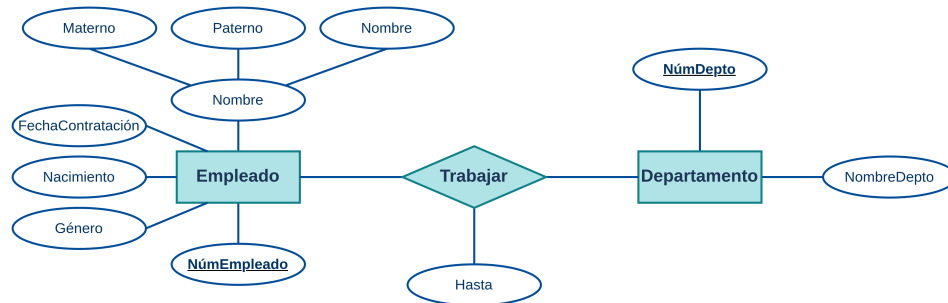 Materno
Paterno
Nombre
NúmDepto
Nombre
FechaContratación
Empleado
Trabajar
Departamento
Nacimiento
NombreDepto
Género
NúmEmpleado
Hasta